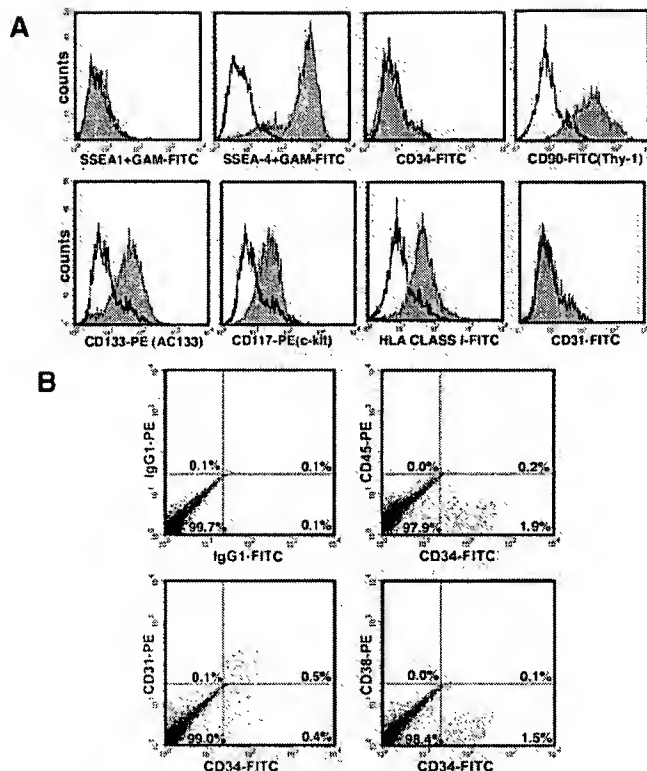 A
counts
SSEA1+GAM-FITC
SSEA-4+GAM-FITC
CD34-FITC
CD90-FITC(Thy-1)
counts
CD133-PE (AC133)
CD117-PE(c-kit)
HLA CLASS I-FITC
CD31-FITC
B
IgG1-PE
0.1%
0.1%
99.7%
0.1%
IgG1-FITC
CD45-PE
0.0%
0.2%
97.9%
1.9%
CD34-FITC
CD31-PE
0.1%
0.5%
99.0%
0.4%
CD34-FITC
CD38-PE
0.0%
0.1%
98.4%
1.5%
CD34-FITC